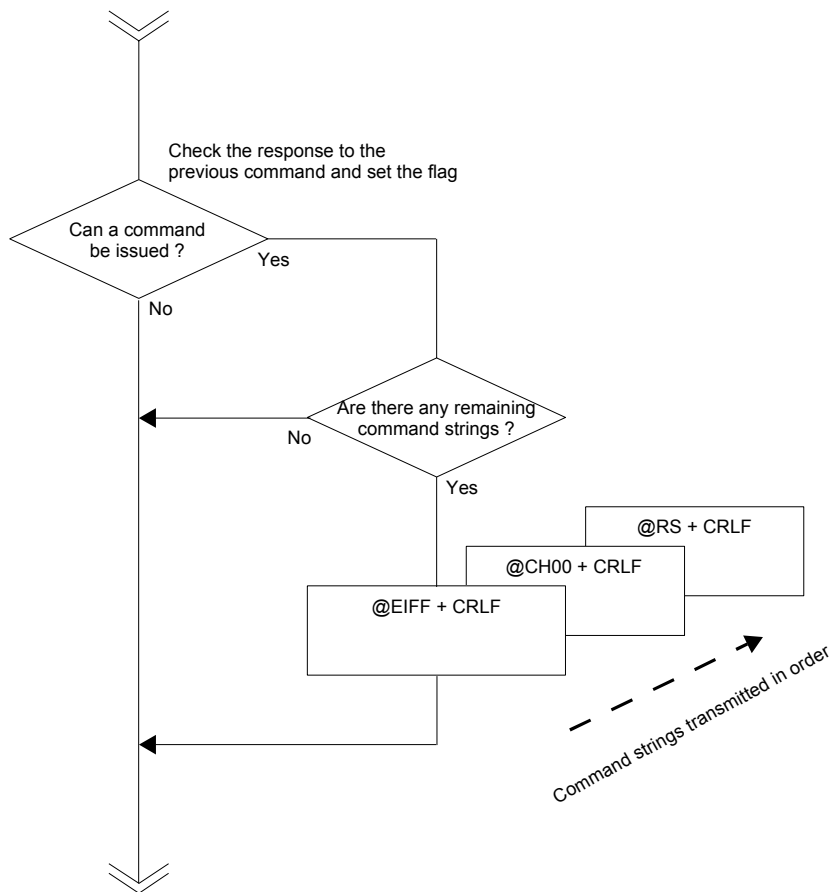 Check the response to the
previous command and set the flag
Can a command
be issued ?
Yes
No
Are there any remaining
command strings ?
No
Yes
@RS + CRLF
@CH00 + CRLF
@EIFF + CRLF
Command strings transmitted in order